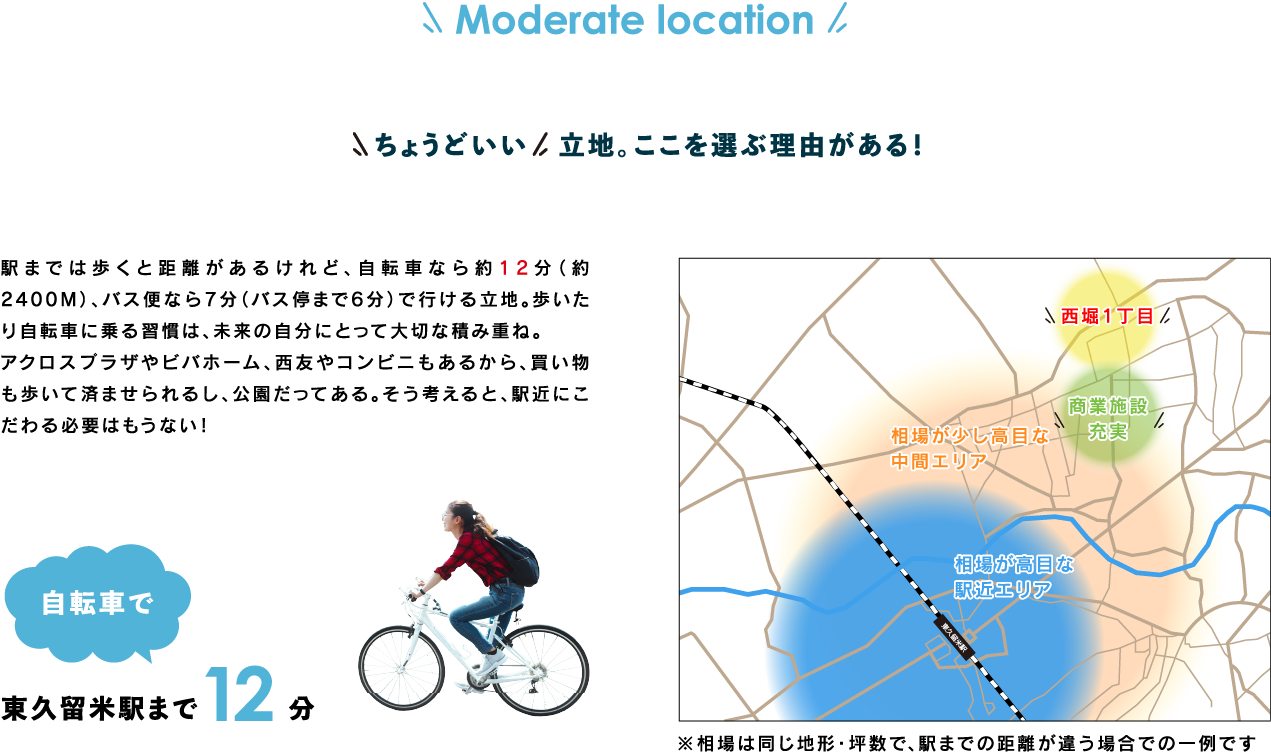 Moderate location
ちょうどいい 立地。ここを選ぶ理由がある！
駅までは歩くと距離があるけれど、自転車なら約12分（約
2400M）、バス便なら7分（バス停まで6分）で行ける立地。歩いた
り自転車に乗る習慣は、未来の自分にとって大切な積み重ね。
アクロスプラザやビバホーム、西友やコンビニもあるから、買い物
も歩いて済ませられるし、公園だってある。そう考えると、駅近にこ
だわる必要はもうない！
自転車で
東久留米駅まで 12 分
西堀1丁目
商業施設
充実
相場が少し高目な
中間エリア
相場が高目な
駅近エリア
東久留米駅
※相場は同じ地形・坪数で、駅までの距離が違う場合での一例です